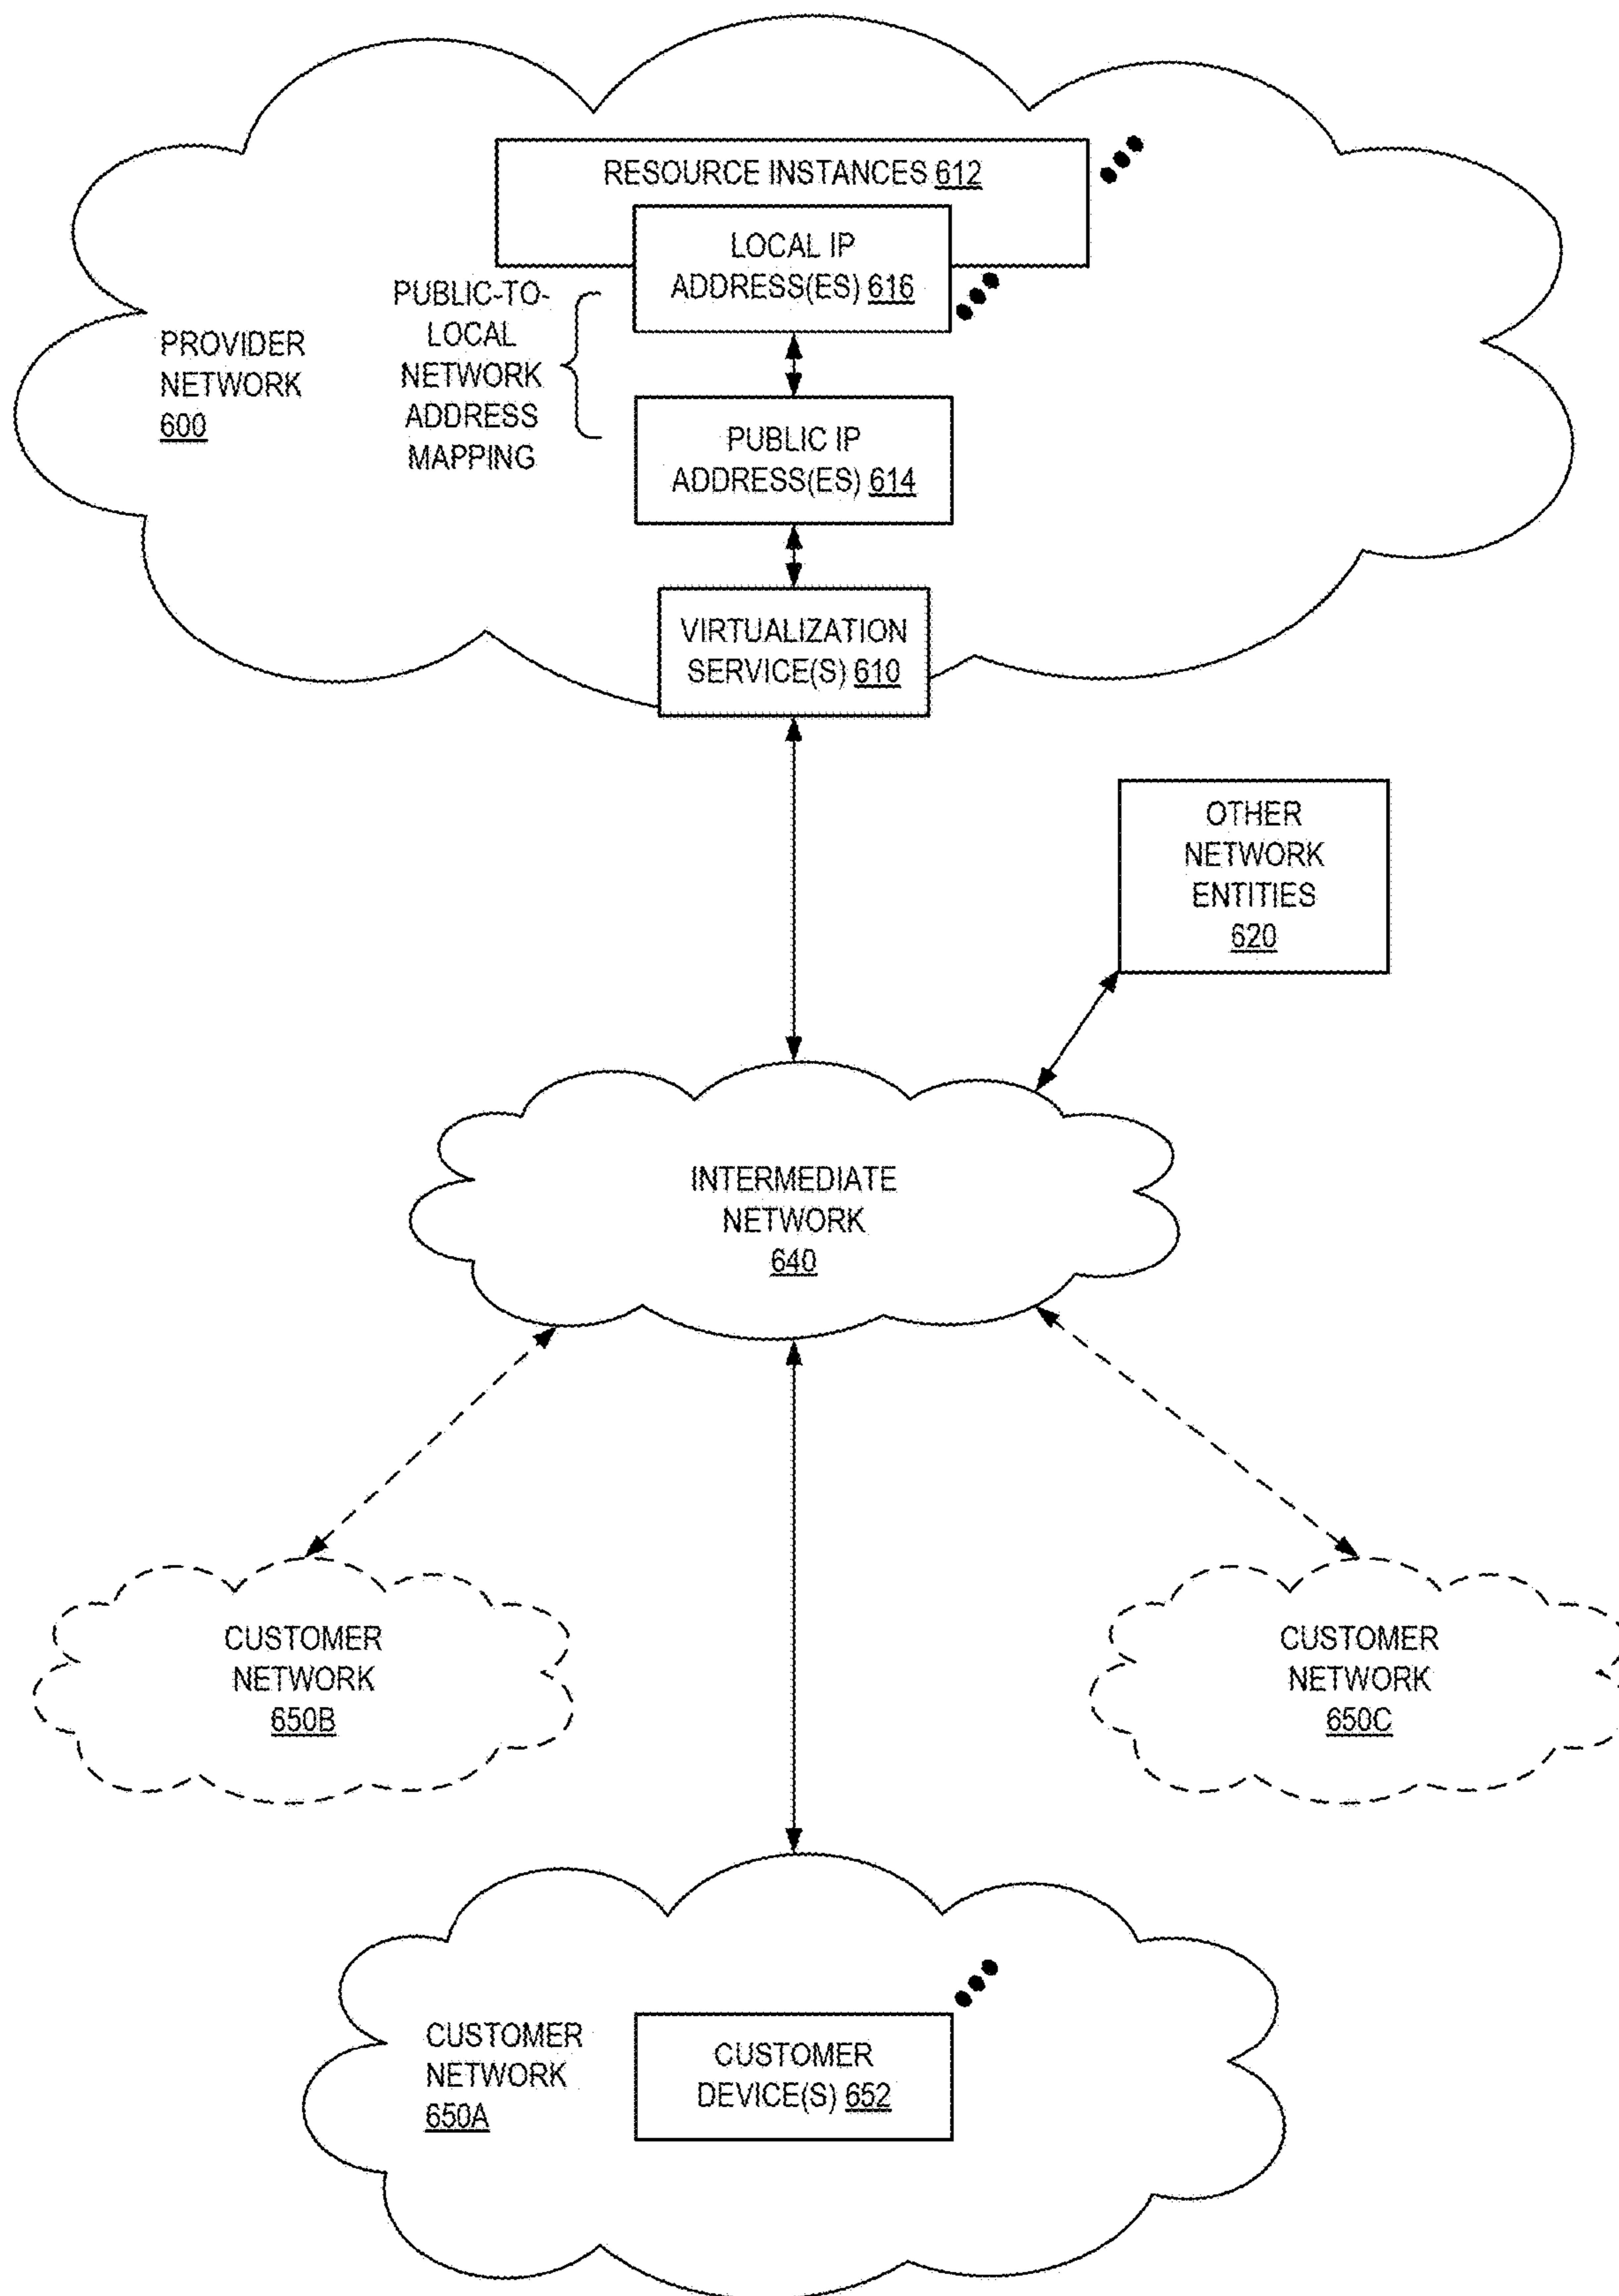 RESOURCE INSTANCES 612
LOCAL IP
ADDRESS(ES) 616
PUBLIC-TO-
LOCAL
NETWORK
ADDRESS
MAPPING
PROVIDER
NETWORK
600
PUBLIC IP
ADDRESS(ES) 614
VIRTUALIZATION
SERVICE(S) 610
OTHER
NETWORK
ENTITIES
620
INTERMEDIATE
NETWORK
640
CUSTOMER
NETWORK
650B
CUSTOMER
NETWORK
650C
CUSTOMER
NETWORK
650A
CUSTOMER
DEVICE(S) 652